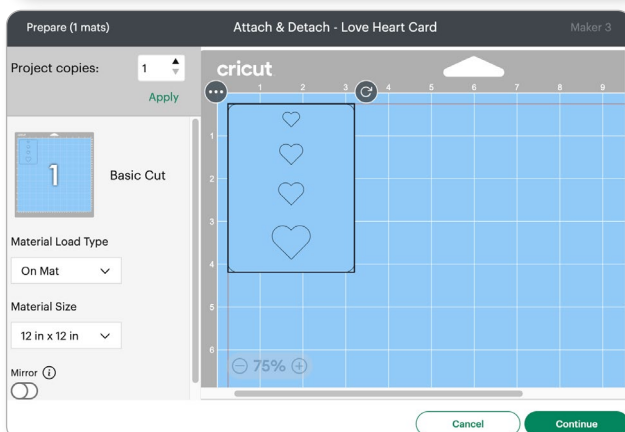 Prepare (1 mats)
Attach & Detach - Love Heart Card
Maker 3
Project copies:
1
Apply
1
Basic Cut
Material Load Type
On Mat
Material Size
12 in x 12 in
Mirror
cricut
1 2 3 4 5 6 7 8 9
1
2
3
4
5
6
75%
Cancel
Continue